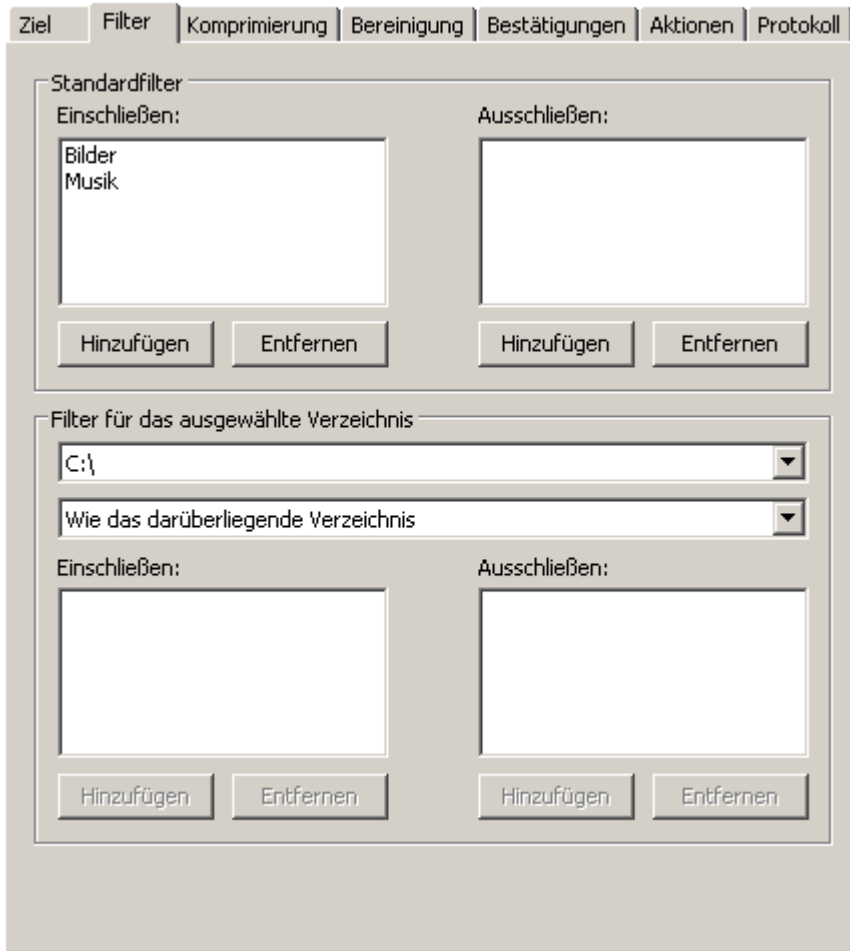 Ziel Filter Komprimierung Bereinigung Bestätigungen Aktionen Protokoll
Standardfilter
Einschließen: Ausschließen:
Bilder
Musik
Hinzufügen Entfernen Hinzufügen Entfernen
Filter für das ausgewählte Verzeichnis
C:\
Wie das darüberliegende Verzeichnis
Einschließen: Ausschließen:
Hinzufügen Entfernen Hinzufügen Entfernen